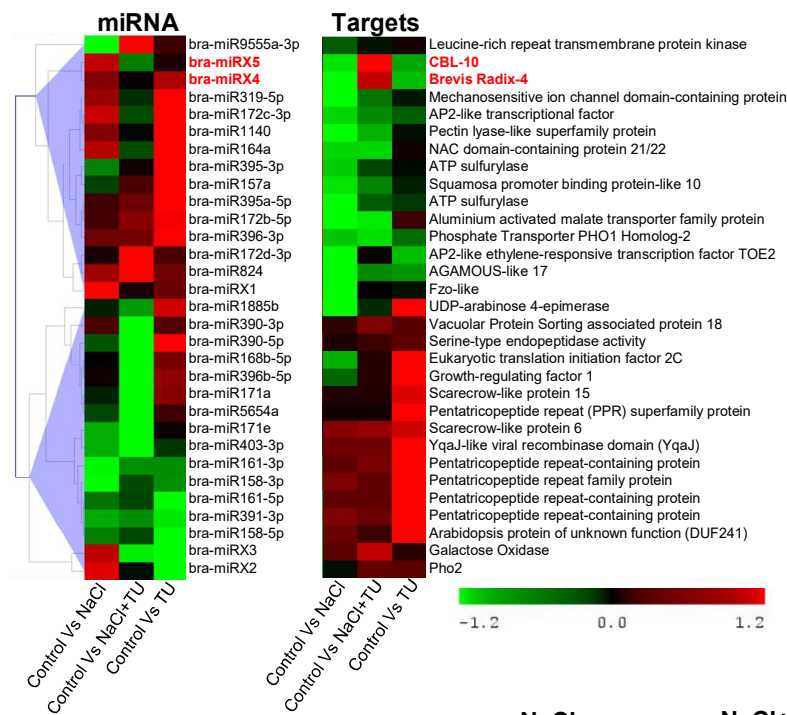 miRNA Targets
bra-miR9555a-3p Leucine-rich repeat transmembrane protein kinase
bra-miRX5 CBL-10
bra-miRX4 Brevis Radix-4
bra-miR319-5p Mechanosensitive ion channel domain-containing protein
bra-miR172c-3p AP2-like transcriptional factor
bra-miR1140 Pectin lyase-like superfamily protein
bra-miR164a NAC domain-containing protein 21/22
bra-miR395-3p ATP sulfurylase
bra-miR157a Squamosa promoter binding protein-like 10
bra-miR395a-5p ATP sulfurylase
bra-miR172b-5p Aluminium activated malate transporter family protein
bra-miR396-3p Phosphate Transporter PHO1 Homolog-2
bra-miR172d-3p AP2-like ethylene-responsive transcription factor TOE2
bra-miR824 AGAMOUS-like 17
bra-miRX1 Fzo-like
bra-miR1885b UDP-arabinose 4-epimerase
bra-miR390-3p Vacuolar Protein Sorting associated protein 18
bra-miR390-5p Serine-type endopeptidase activity
bra-miR168b-5p Eukaryotic translation initiation factor 2C
bra-miR396b-5p Growth-regulating factor 1
bra-miR171a Scarecrow-like protein 15
bra-miR5654a Pentatricopeptide repeat (PPR) superfamily protein
bra-miR171e Scarecrow-like protein 6
bra-miR403-3p YqaJ-like viral recombinase domain (YqaJ)
bra-miR161-3p Pentatricopeptide repeat-containing protein
bra-miR158-3p Pentatricopeptide repeat family protein
bra-miR161-5p Pentatricopeptide repeat-containing protein
bra-miR391-3p Pentatricopeptide repeat-containing protein
bra-miR158-5p Arabidopsis protein of unknown function (DUF241)
bra-miRX3 Galactose Oxidase
bra-miRX2 Pho2
Control Vs NaCl
Control Vs NaCl+TU
Control Vs TU
Control Vs NaCl
Control Vs NaCl+TU
Control Vs TU
-1.2 0.0 1.2